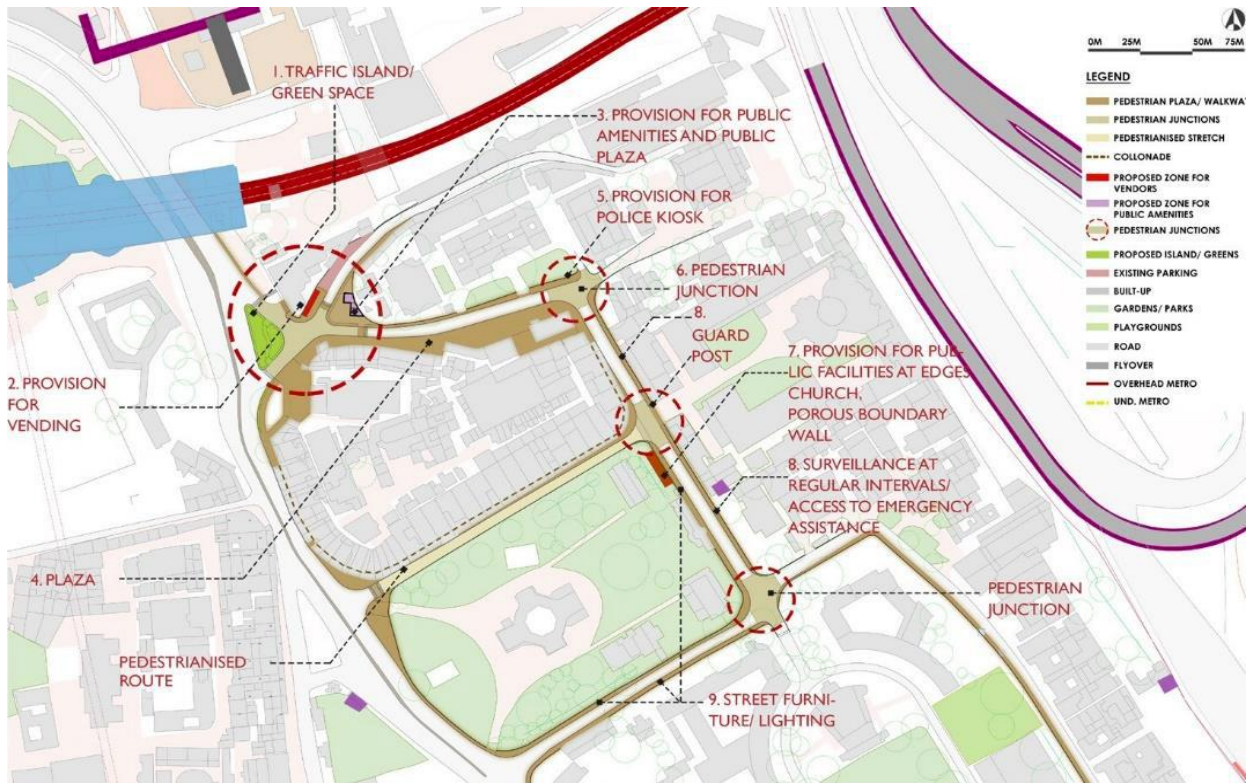 1. TRAFFIC ISLAND/
GREEN SPACE
3. PROVISION FOR PUBLIC
AMENITIES AND PUBLIC
PLAZA
5. PROVISION FOR
POLICE KIOSK
6. PEDESTRIAN
JUNCTION
8.
GUARD
POST
7. PROVISION FOR PUB-
LIC FACILITIES AT EDGES
CHURCH,
POROUS BOUNDARY
WALL
2. PROVISION
FOR
VENDING
8. SURVEILLANCE AT
REGULAR INTERVALS/
ACCESS TO EMERGENCY
ASSISTANCE
4. PLAZA
PEDESTRIAN
JUNCTION
PEDESTRIANISED
ROUTE
9. STREET FURNI-
TURE/ LIGHTING
0M 25M 50M 75M
LEGEND
PEDESTRIAN PLAZA/ WALKWAY
PEDESTRIAN JUNCTIONS
PEDESTRIANISED STRETCH
COLLONADE
PROPOSED ZONE FOR
VENDORS
PROPOSED ZONE FOR
PUBLIC AMENITIES
PEDESTRIAN JUNCTIONS
PROPOSED ISLAND/ GREENS
EXISTING PARKING
BUILT-UP
GARDENS/ PARKS
PLAYGROUNDS
ROAD
FLYOVER
OVERHEAD METRO
UND. METRO